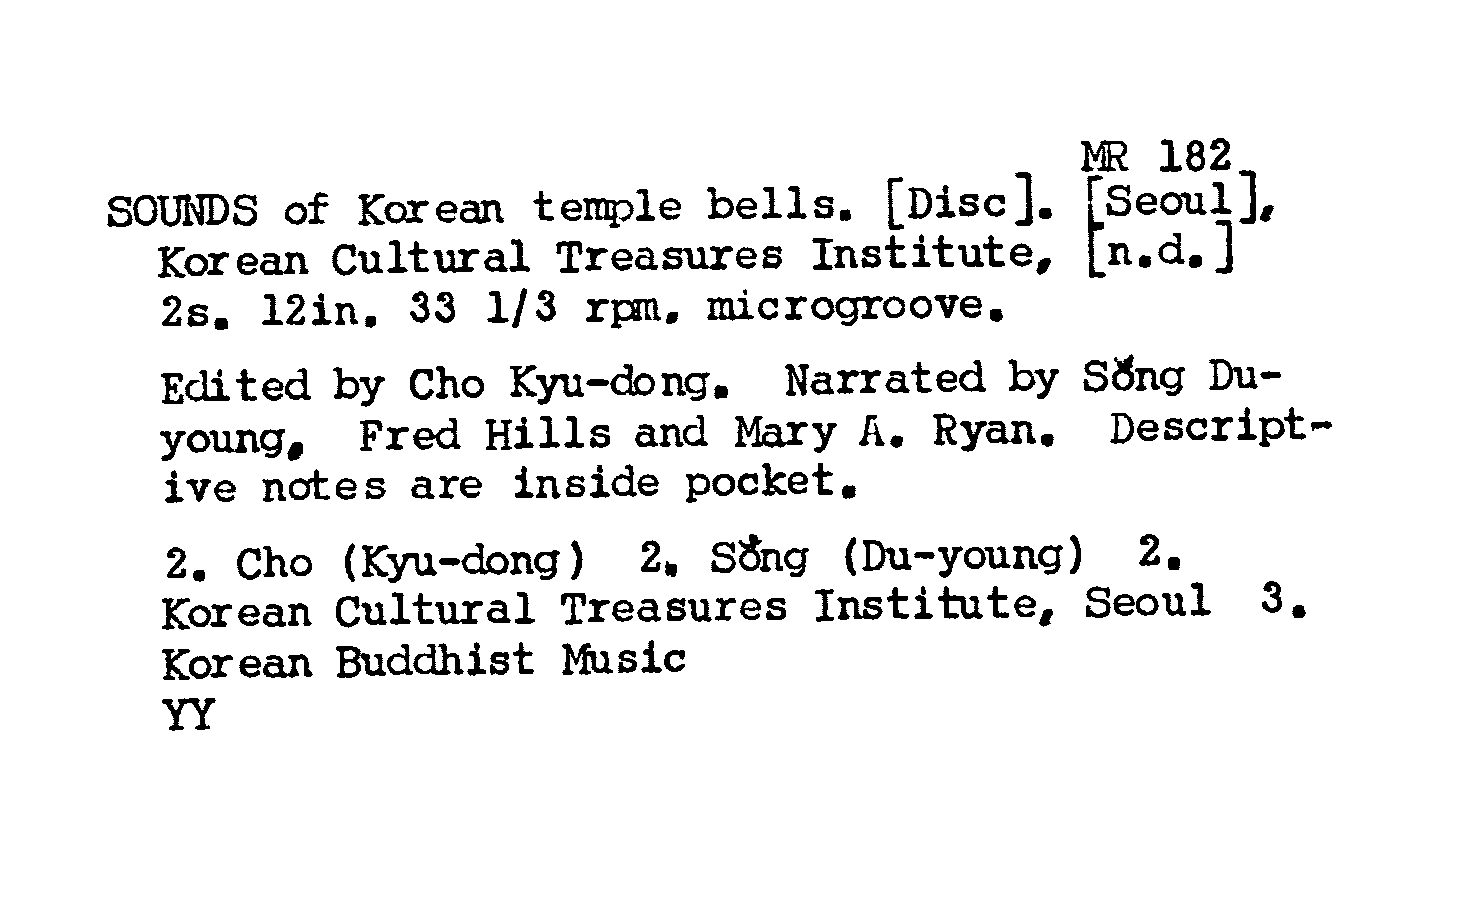 MR 182
SOUNDS of Korean temple bells. [Disc]. [Seoul],
Korean Cultural Treasures Institute, [n.d.]
2s. 12in. 33 1/3 rpm. microgroove.
Edited by Cho Kyu-dong. Narrated by Sŏng Du-
young, Fred Hills and Mary A. Ryan. Descript-
ive notes are inside pocket.
2. Cho (Kyu-dong) 2. Sŏng (Du-young) 2.
Korean Cultural Treasures Institute, Seoul 3.
Korean Buddhist Music
YY